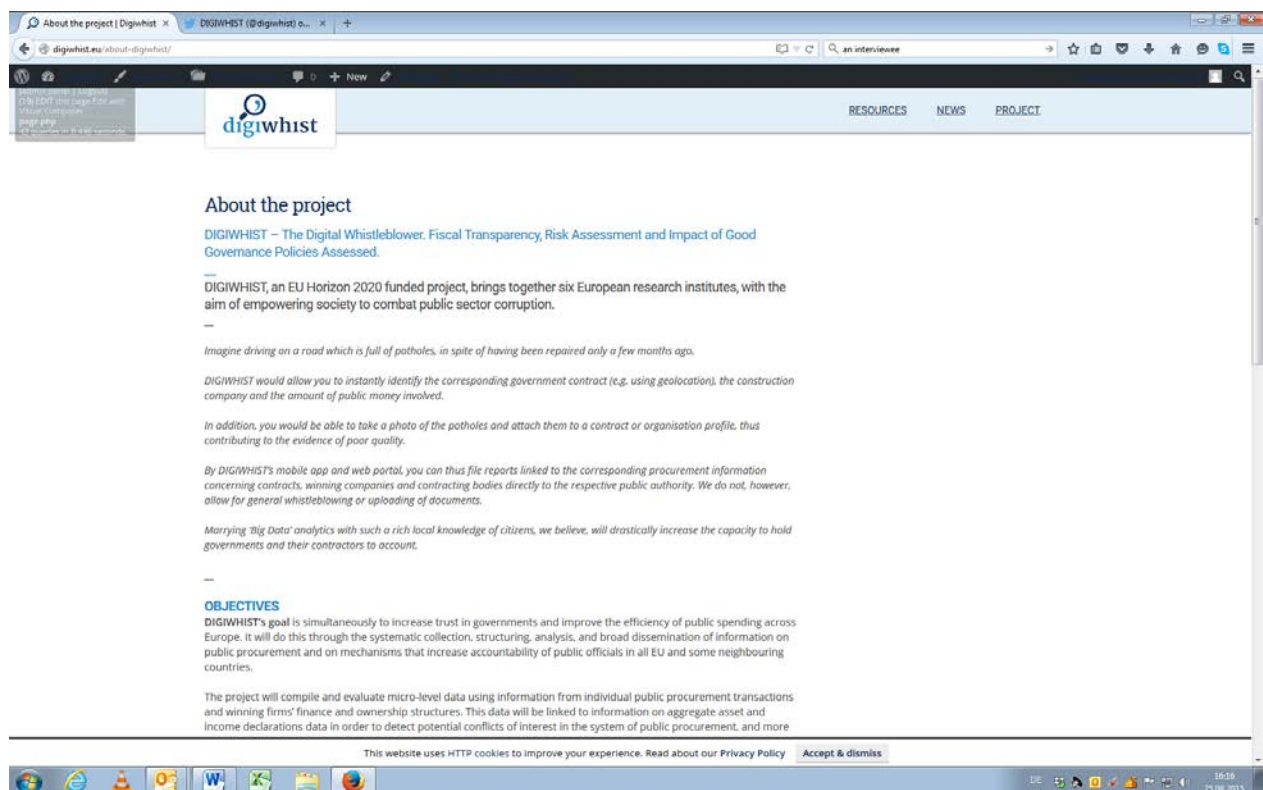 About the project | Digiwhist × DIGIWHIST (@digiwhist) o... × +
digiwhist.eu/about-digiwhist/ an interviewee
0 + New
page.php
digiwhist
RESOURCES NEWS PROJECT
About the project
DIGIWHIST – The Digital Whistleblower. Fiscal Transparency, Risk Assessment and Impact of Good
Governance Policies Assessed.
—
DIGIWHIST, an EU Horizon 2020 funded project, brings together six European research institutes, with the
aim of empowering society to combat public sector corruption.
—
Imagine driving on a road which is full of potholes, in spite of having been repaired only a few months ago.
DIGIWHIST would allow you to instantly identify the corresponding government contract (e.g. using geolocation), the construction
company and the amount of public money involved.
In addition, you would be able to take a photo of the potholes and attach them to a contract or organisation profile, thus
contributing to the evidence of poor quality.
By DIGIWHIST's mobile app and web portal, you can thus file reports linked to the corresponding procurement information
concerning contracts, winning companies and contracting bodies directly to the respective public authority. We do not, however,
allow for general whistleblowing or uploading of documents.
Marrying 'Big Data' analytics with such a rich local knowledge of citizens, we believe, will drastically increase the capacity to hold
governments and their contractors to account.
—
OBJECTIVES
DIGIWHIST's goal is simultaneously to increase trust in governments and improve the efficiency of public spending across
Europe. It will do this through the systematic collection, structuring, analysis, and broad dissemination of information on
public procurement and on mechanisms that increase accountability of public officials in all EU and some neighbouring
countries.
The project will compile and evaluate micro-level data using information from individual public procurement transactions
and winning firms' finance and ownership structures. This data will be linked to information on aggregate asset and
income declarations data in order to detect potential conflicts of interest in the system of public procurement, and more
This website uses HTTP cookies to improve your experience. Read about our Privacy Policy Accept & dismiss
DE 16:16
25.08.2015